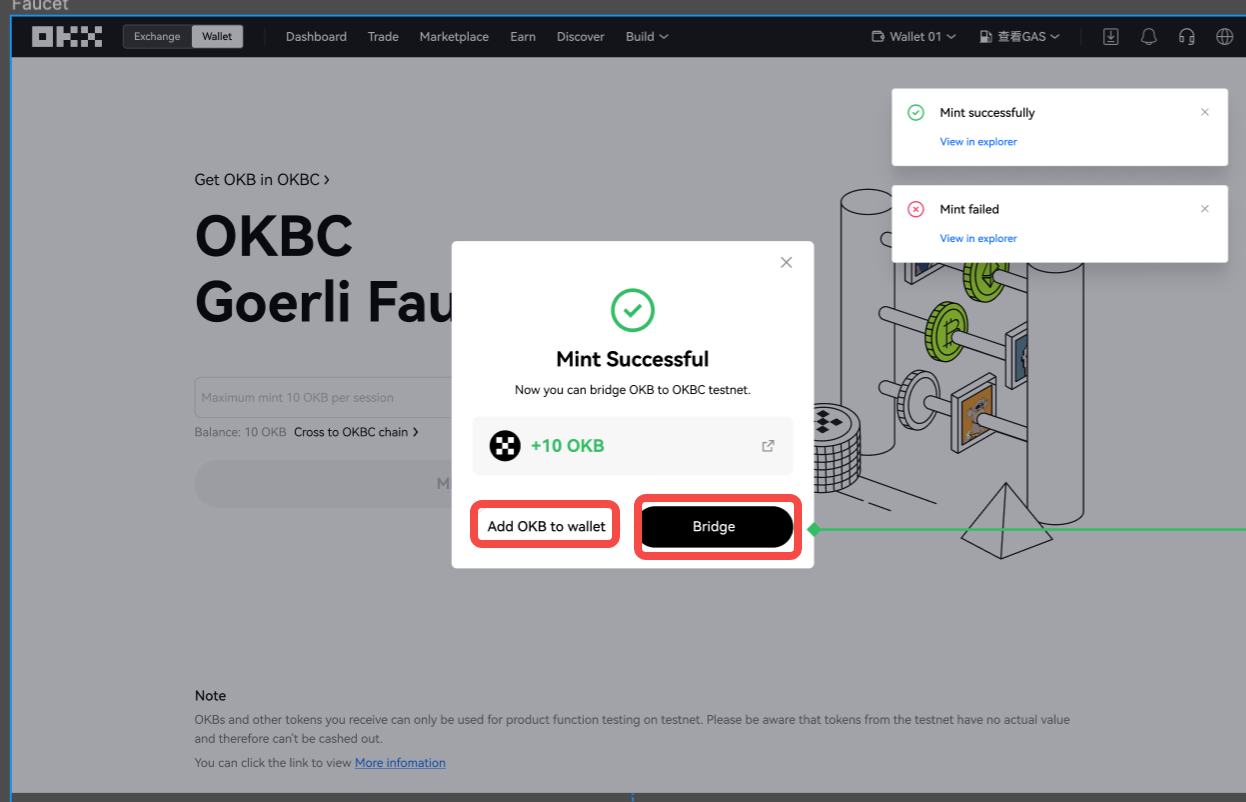 Faucet
OKX
Exchange
Wallet
Dashboard
Trade
Marketplace
Earn
Discover
Build
Wallet 01
查看GAS
Mint successfully
View in explorer
Mint failed
View in explorer
Get OKB in OKBC
OKBC
Goerli Fau
Maximum mint 10 OKB per session
Balance: 10 OKB Cross to OKBC chain
M
Mint Successful
Now you can bridge OKB to OKBC testnet.
+10 OKB
Add OKB to wallet
Bridge
Note
OKBs and other tokens you receive can only be used for product function testing on testnet. Please be aware that tokens from the testnet have no actual value
and therefore can't be cashed out.
You can click the link to view More infomation